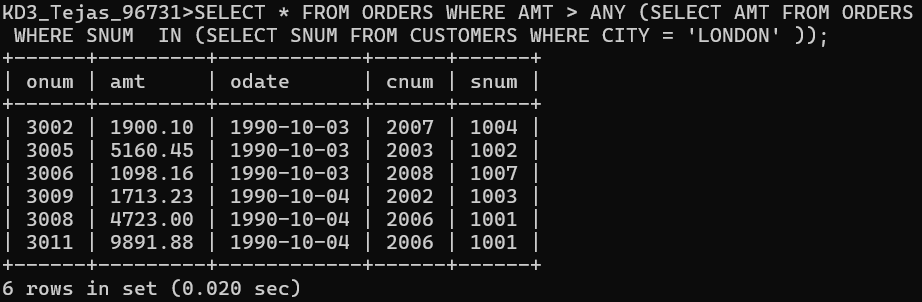 KD3_Tejas_96731>SELECT * FROM ORDERS WHERE AMT > ANY (SELECT AMT FROM ORDERS
 WHERE SNUM  IN (SELECT SNUM FROM CUSTOMERS WHERE CITY = 'LONDON' ));
+------+---------+------------+------+------+
| onum | amt     | odate      | cnum | snum |
+------+---------+------------+------+------+
| 3002 | 1900.10 | 1990-10-03 | 2007 | 1004 |
| 3005 | 5160.45 | 1990-10-03 | 2003 | 1002 |
| 3006 | 1098.16 | 1990-10-03 | 2008 | 1007 |
| 3009 | 1713.23 | 1990-10-04 | 2002 | 1003 |
| 3008 | 4723.00 | 1990-10-04 | 2006 | 1001 |
| 3011 | 9891.88 | 1990-10-04 | 2006 | 1001 |
+------+---------+------------+------+------+
6 rows in set (0.020 sec)